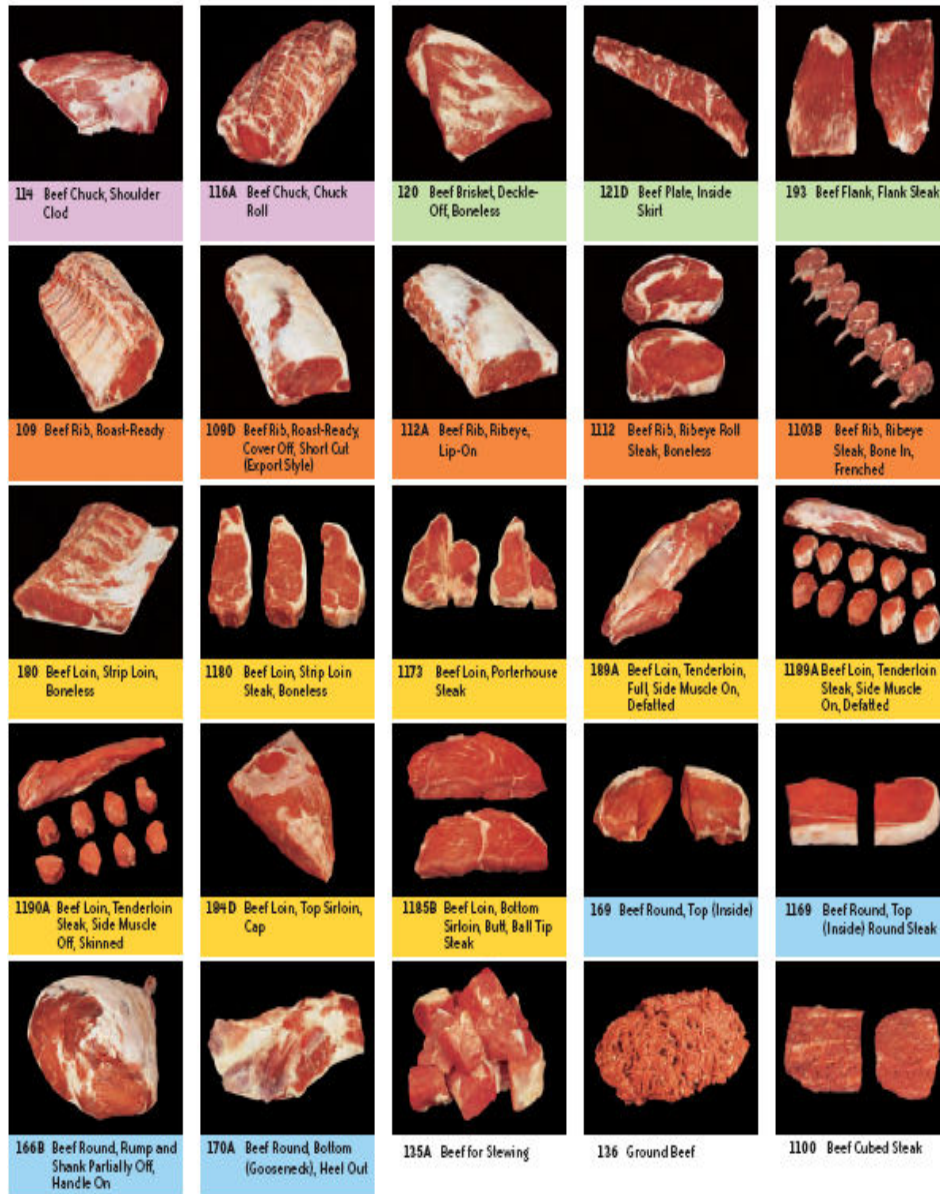 114 Beef Chuck, Shoulder
Clod
116A Beef Chuck, Chuck
Roll
120 Beef Brisket, Deckle-
Off, Boneless
121D Beef Plate, Inside
Skirt
193 Beef Flank, Flank Steak
109 Beef Rib, Roast-Ready
109D Beef Rib, Roast-Ready,
Cover Off, Short Cut
(Export Style)
112A Beef Rib, Ribeye,
Lip-On
1112 Beef Rib, Ribeye Roll
Steak, Boneless
1103B Beef Rib, Ribeye
Steak, Bone In,
Frenched
180 Beef Loin, Strip Loin,
Boneless
1180 Beef Loin, Strip Loin
Steak, Boneless
1173 Beef Loin, Porterhouse
Steak
189A Beef Loin, Tenderloin,
Full, Side Muscle On,
Defatted
1189A Beef Loin, Tenderloin
Steak, Side Muscle
On, Defatted
1190A Beef Loin, Tenderloin
Steak, Side Muscle
Off, Skinned
184D Beef Loin, Top Sirloin,
Cap
1185B Beef Loin, Bottom
Sirloin, Butt, Ball Tip
Steak
169 Beef Round, Top (Inside)
1169 Beef Round, Top
(Inside) Round Steak
166B Beef Round, Rump and
Shank Partially Off,
Handle On
170A Beef Round, Bottom
(Gooseneck), Heel Out
135A Beef for Stewing
136 Ground Beef
1100 Beef Cubed Steak